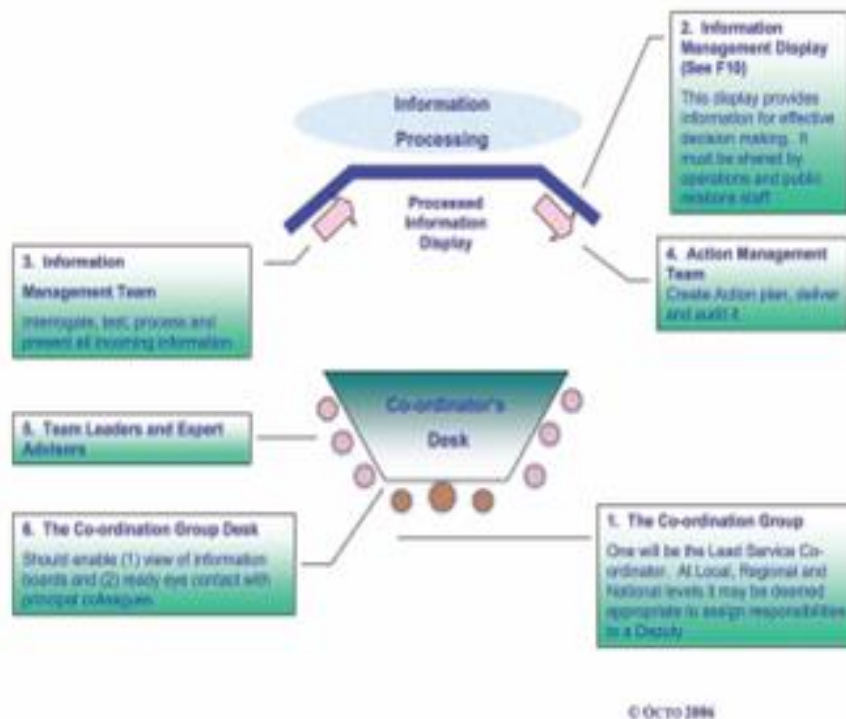 2. Information
Management Display
(See F10)
This display provides
information for effective
decision making. It
must be shared by
operations and public
relations staff
Information
Processing
Processed
Information
Display
3. Information
Management Team
Interrogate, test, process and
present all incoming information
4. Action Management
Team
Create Action plan, deliver
and audit it
Co-ordinator's
Desk
5. Team Leaders and Expert
Advisors
6. The Co-ordination Group Desk
Should enable (1) view of information
boards and (2) ready eye contact with
principal colleagues
1. The Co-ordination Group
One will be the Lead Service Co-
ordinator. At Local, Regional and
National levels it may be deemed
appropriate to assign responsibilities
to a Deputy
© OCTO 2006